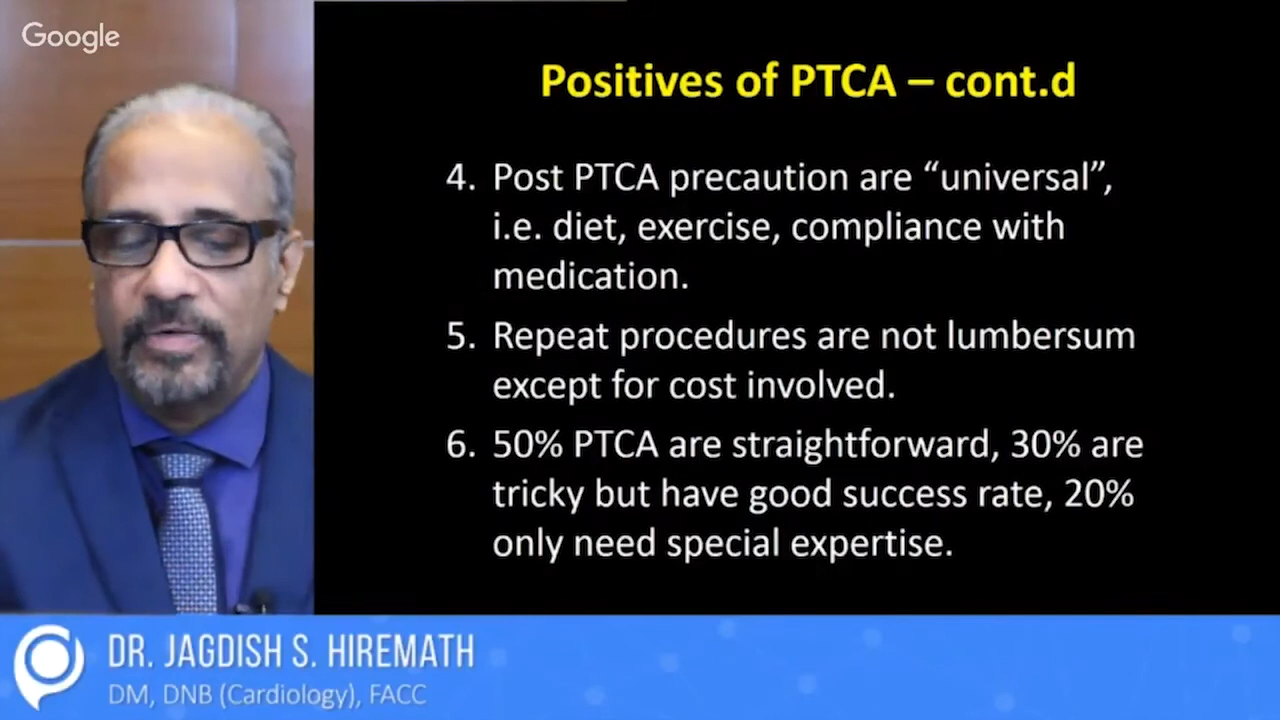 Google
Positives of PTCA – cont.d
4. Post PTCA precaution are “universal”,
i.e. diet, exercise, compliance with
medication.
5. Repeat procedures are not lumbersum
except for cost involved.
6. 50% PTCA are straightforward, 30% are
tricky but have good success rate, 20%
only need special expertise.
DR. JAGDISH S. HIREMATH
DM, DNB (Cardiology), FACC